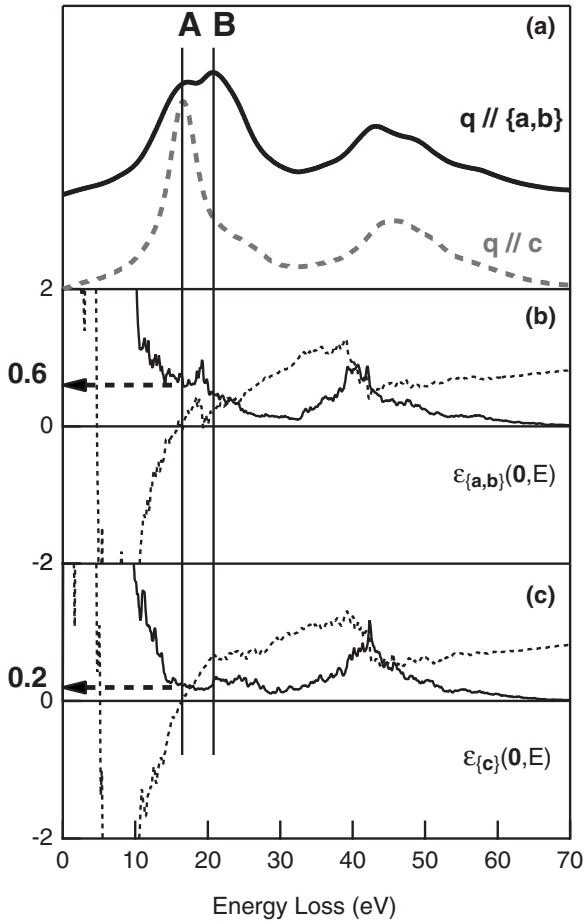 A B
(a)
q // {a,b}
q // c
2
(b)
0.6
0
ε{a,b}(0,E)
-2
(c)
0.2
0
ε{c}(0,E)
-2
0 10 20 30 40 50 60 70
Energy Loss (eV)